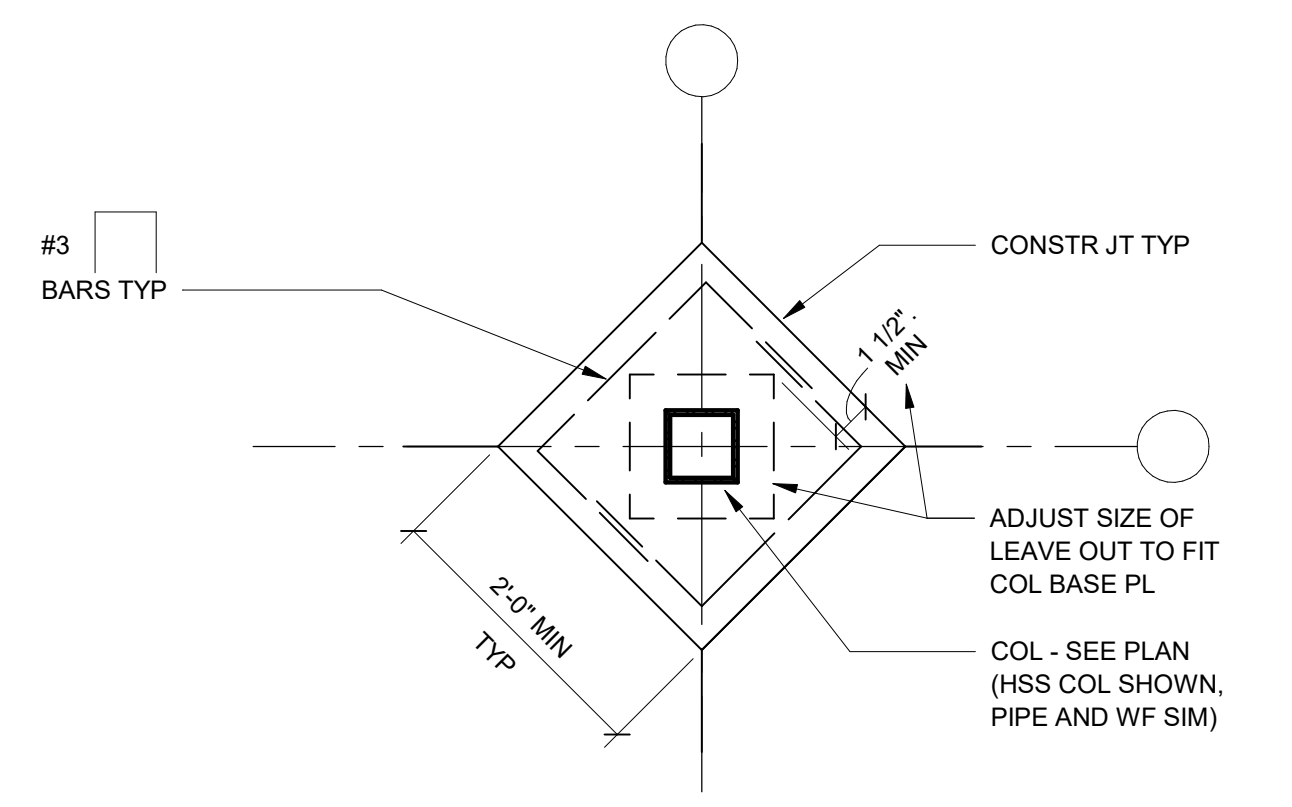 #3
BARS TYP
CONSTR JT TYP
1 1/2".
MIN
ADJUST SIZE OF
LEAVE OUT TO FIT
COL BASE PL
2'-0" MIN
TYP
COL - SEE PLAN
(HSS COL SHOWN,
PIPE AND WF SIM)